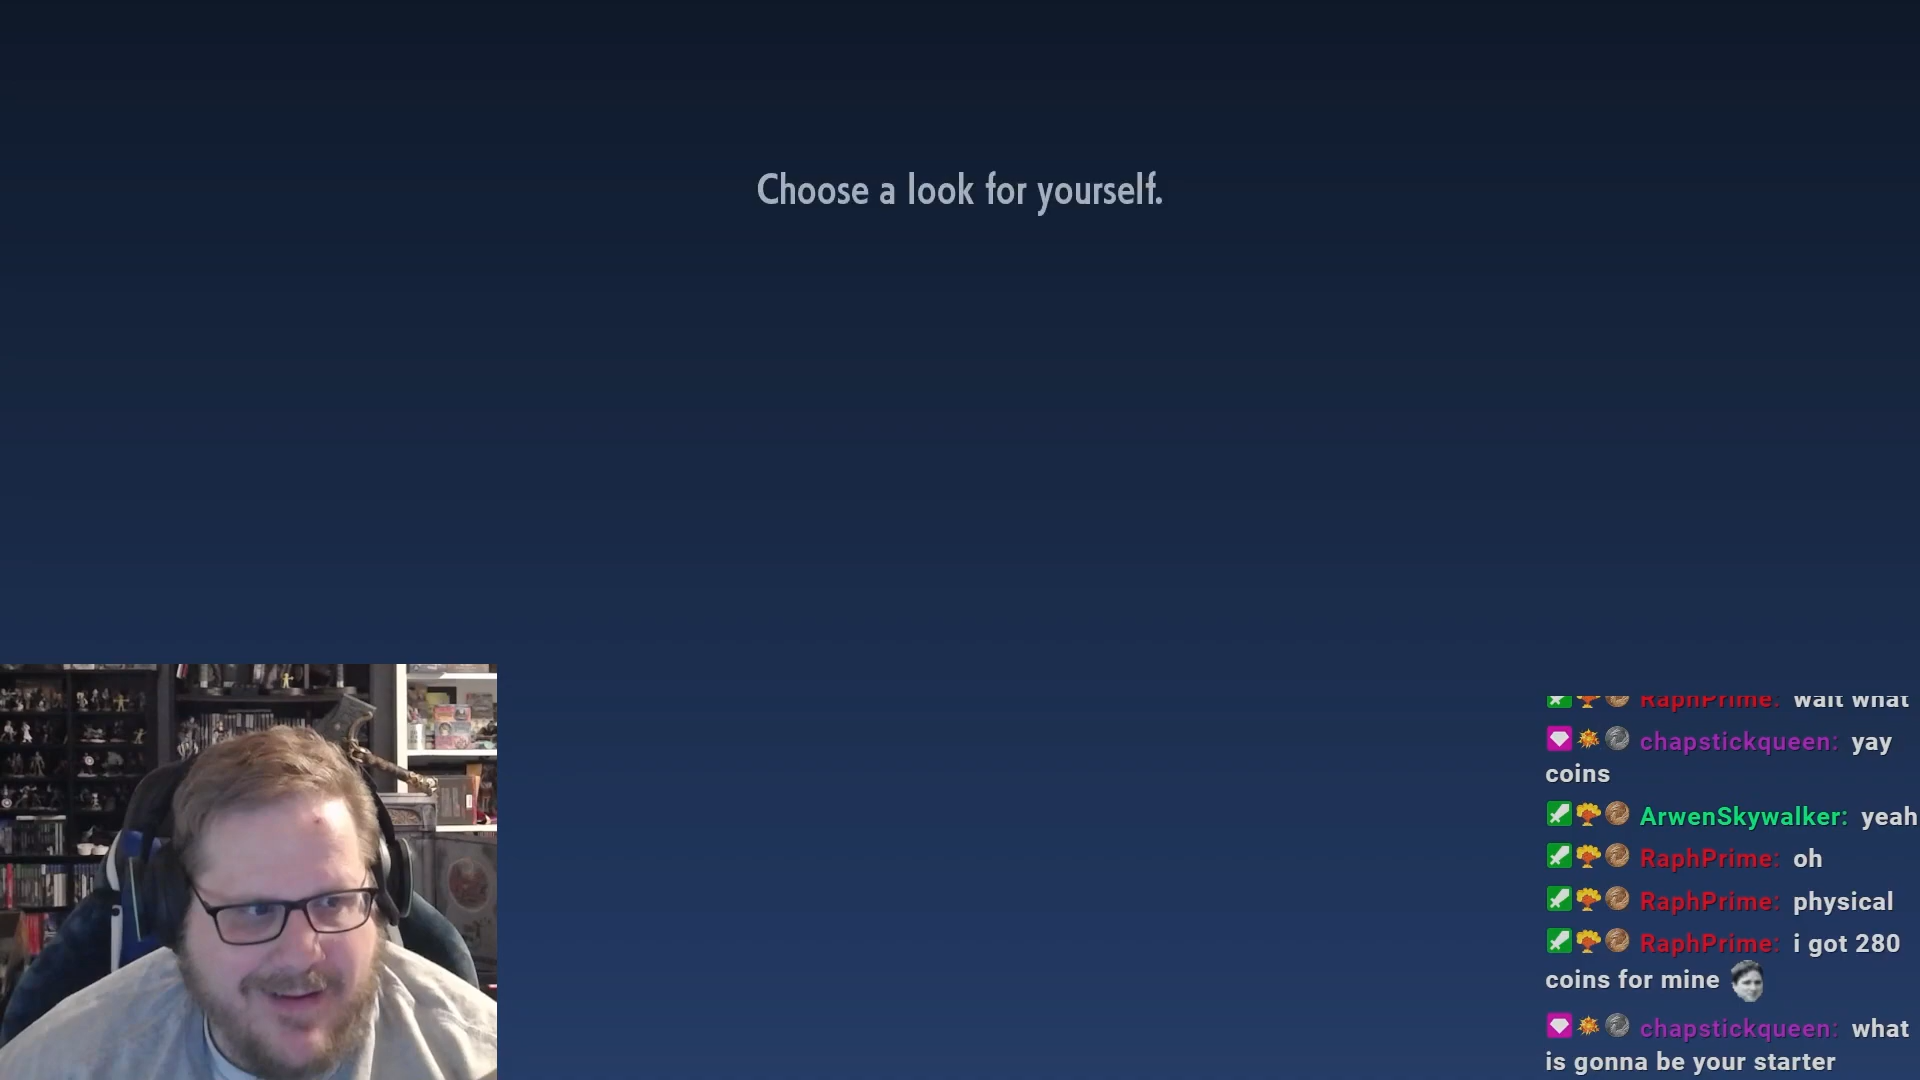 Choose a look for yourself.
RaphPrime: wait what
chapstickqueen: yay
coins
ArwenSkywalker: yeah
RaphPrime: oh
RaphPrime: physical
RaphPrime: i got 280
coins for mine
chapstickqueen: what
is gonna be your starter